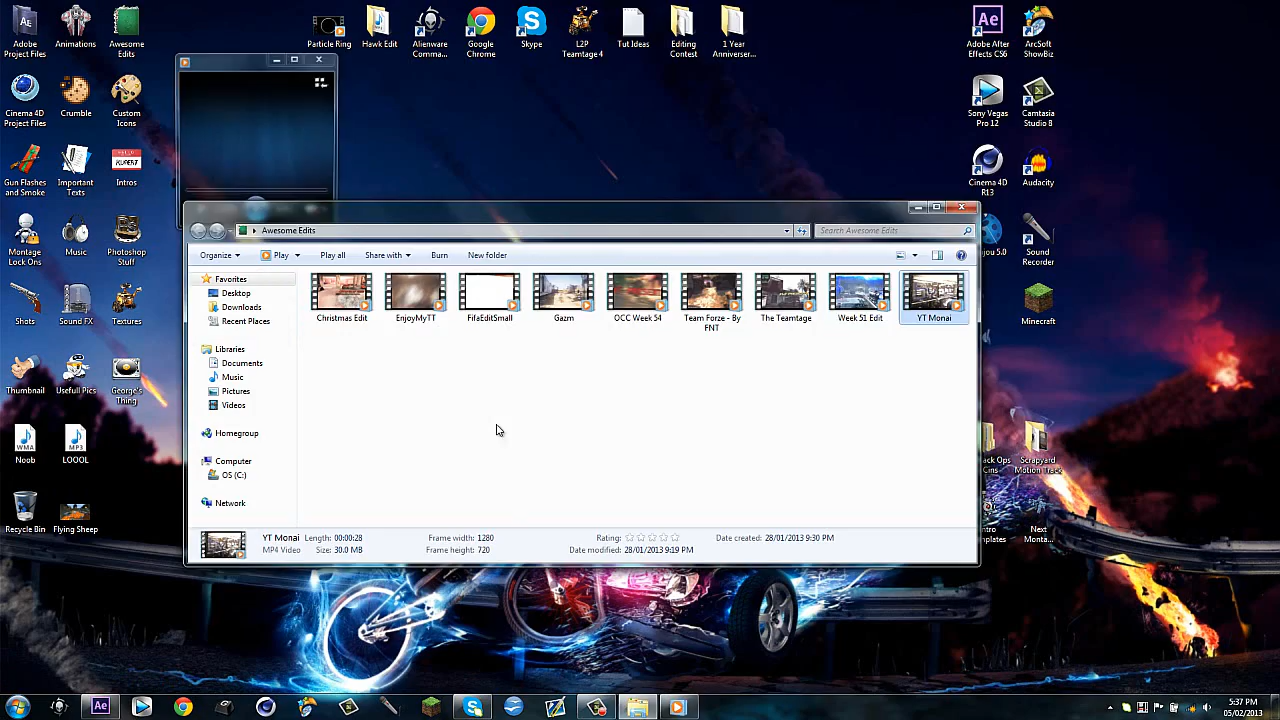 Adobe
Project Files
Animations
Awesome
Edits
Particle Ring
Hawk Edit
Alienware
Comma...
Google
Chrome
Skype
L2P
Teamtage 4
Tut Ideas
Editing
Contest
1 Year
Anniverser...
Adobe After
Effects CS6
ArcSoft
ShowBiz
Cinema 4D
Project Files
Crumble
Custom
Icons
Sony Vegas
Pro 12
Camtasia
Studio 8
Gun Flashes
and Smoke
Important
Texts
HELLO
RUPERT
Intros
Cinema 4D
R13
Audacity
Montage
Lock Ons
Music
Photoshop
Stuff
Sound
Recorder
Shots
Sound FX
Textures
Minecraft
Thumbnail
Usefull Pics
George's
Thing
WMA
Noob
MP3
LOOOL
Scrapyard
Motion Track
Recycle Bin
Flying Sheep
Next
Monta...
Awesome Edits
Search Awesome Edits
Organize
Play
Play all
Share with
Burn
New folder
Favorites
Desktop
Downloads
Recent Places
Libraries
Documents
Music
Pictures
Videos
Homegroup
Computer
OS (C:)
Network
Christmas Edit
EnjoyMyTT
FifaEditSmall
Gazm
OCC Week 54
Team Forze - By
FNT
The Teamtage
Week 51 Edit
YT Monai
YT Monai Length: 00:00:28 Frame width: 1280 Rating: Date created: 28/01/2013 9:30 PM
MP4 Video Size: 30.0 MB Frame height: 720 Date modified: 28/01/2013 9:19 PM
Ae
5:37 PM
05/02/2013